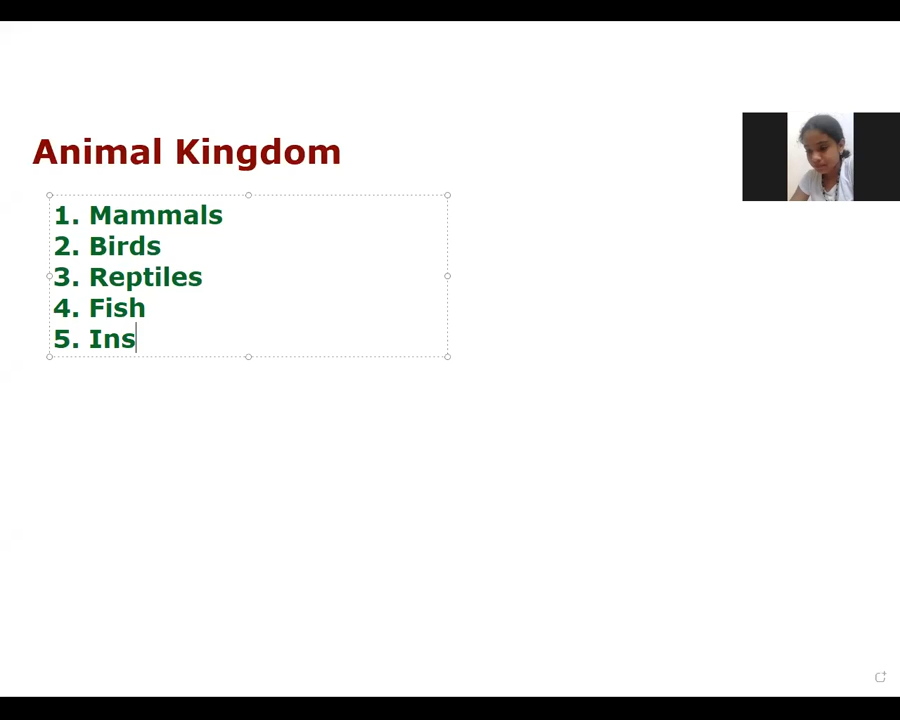 Animal Kingdom
1. Mammals
2. Birds
3. Reptiles
4. Fish
5. Ins